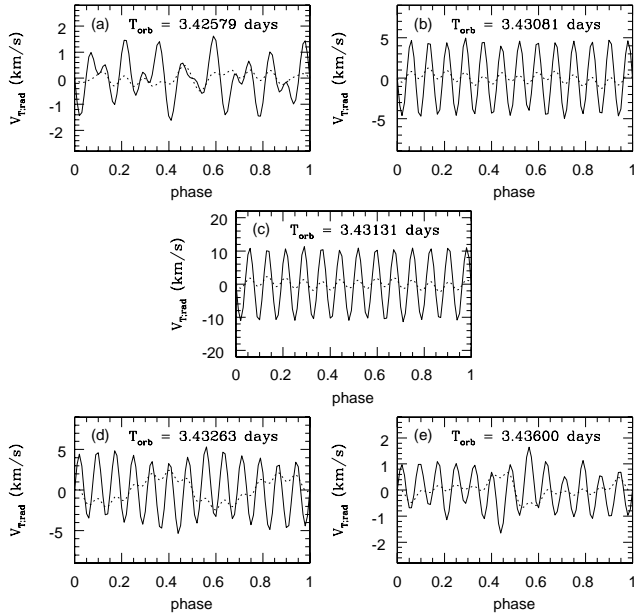 (a) T_orb = 3.42579 days
V_T:rad (km/s)
2
1
0
-1
-2
0 0.2 0.4 0.6 0.8 1
phase
(b) T_orb = 3.43081 days
V_T:rad (km/s)
5
0
-5
0 0.2 0.4 0.6 0.8 1
phase
(c) T_orb = 3.43131 days
V_T:rad (km/s)
20
10
0
-10
-20
0 0.2 0.4 0.6 0.8 1
phase
(d) T_orb = 3.43263 days
V_T:rad (km/s)
5
0
-5
0 0.2 0.4 0.6 0.8 1
phase
(e) T_orb = 3.43600 days
V_T:rad (km/s)
2
1
0
-1
-2
0 0.2 0.4 0.6 0.8 1
phase